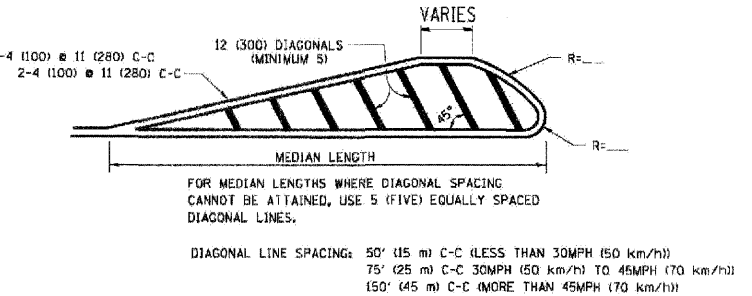 VARIES
12 (300) DIAGONALS
(MINIMUM 5)
-4 (100) @ 11 (280) C-C
2-4 (100) @ 11 (280) C-C
R=__
45°
R=__
MEDIAN LENGTH
FOR MEDIAN LENGTHS WHERE DIAGONAL SPACING
CANNOT BE ATTAINED, USE 5 (FIVE) EQUALLY SPACED
DIAGONAL LINES.
DIAGONAL LINE SPACING: 50' (15 m) C-C (LESS THAN 30MPH (50 km/h))
75' (25 m) C-C 30MPH (50 km/h) TO 45MPH (70 km/h))
150' (45 m) C-C (MORE THAN 45MPH (70 km/h))